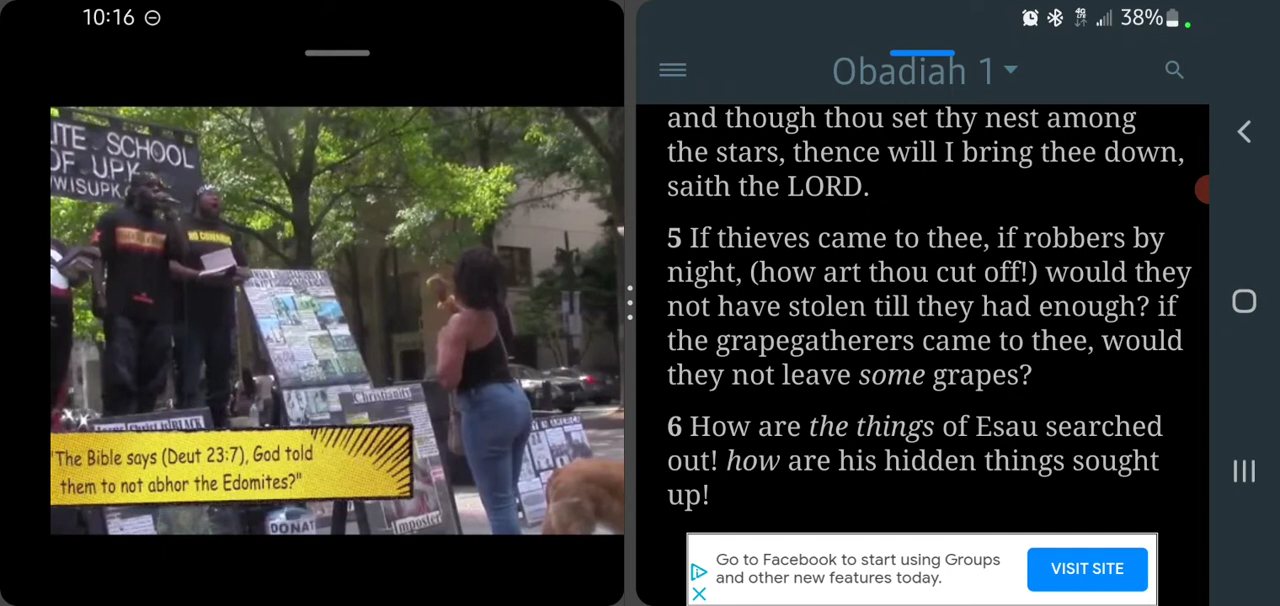 10:16
38%
Obadiah 1
ITE SCHOOL
OF UPK
W.ISUPK
Christianity
"The Bible says (Deut 23:7), God told
them to not abhor the Edomites?"
DONAT
Imposter
and though thou set thy nest among
the stars, thence will I bring thee down,
saith the LORD.
5 If thieves came to thee, if robbers by
night, (how art thou cut off!) would they
not have stolen till they had enough? if
the grapegatherers came to thee, would
they not leave some grapes?
6 How are the things of Esau searched
out! how are his hidden things sought
up!
Go to Facebook to start using Groups
and other new features today.
VISIT SITE